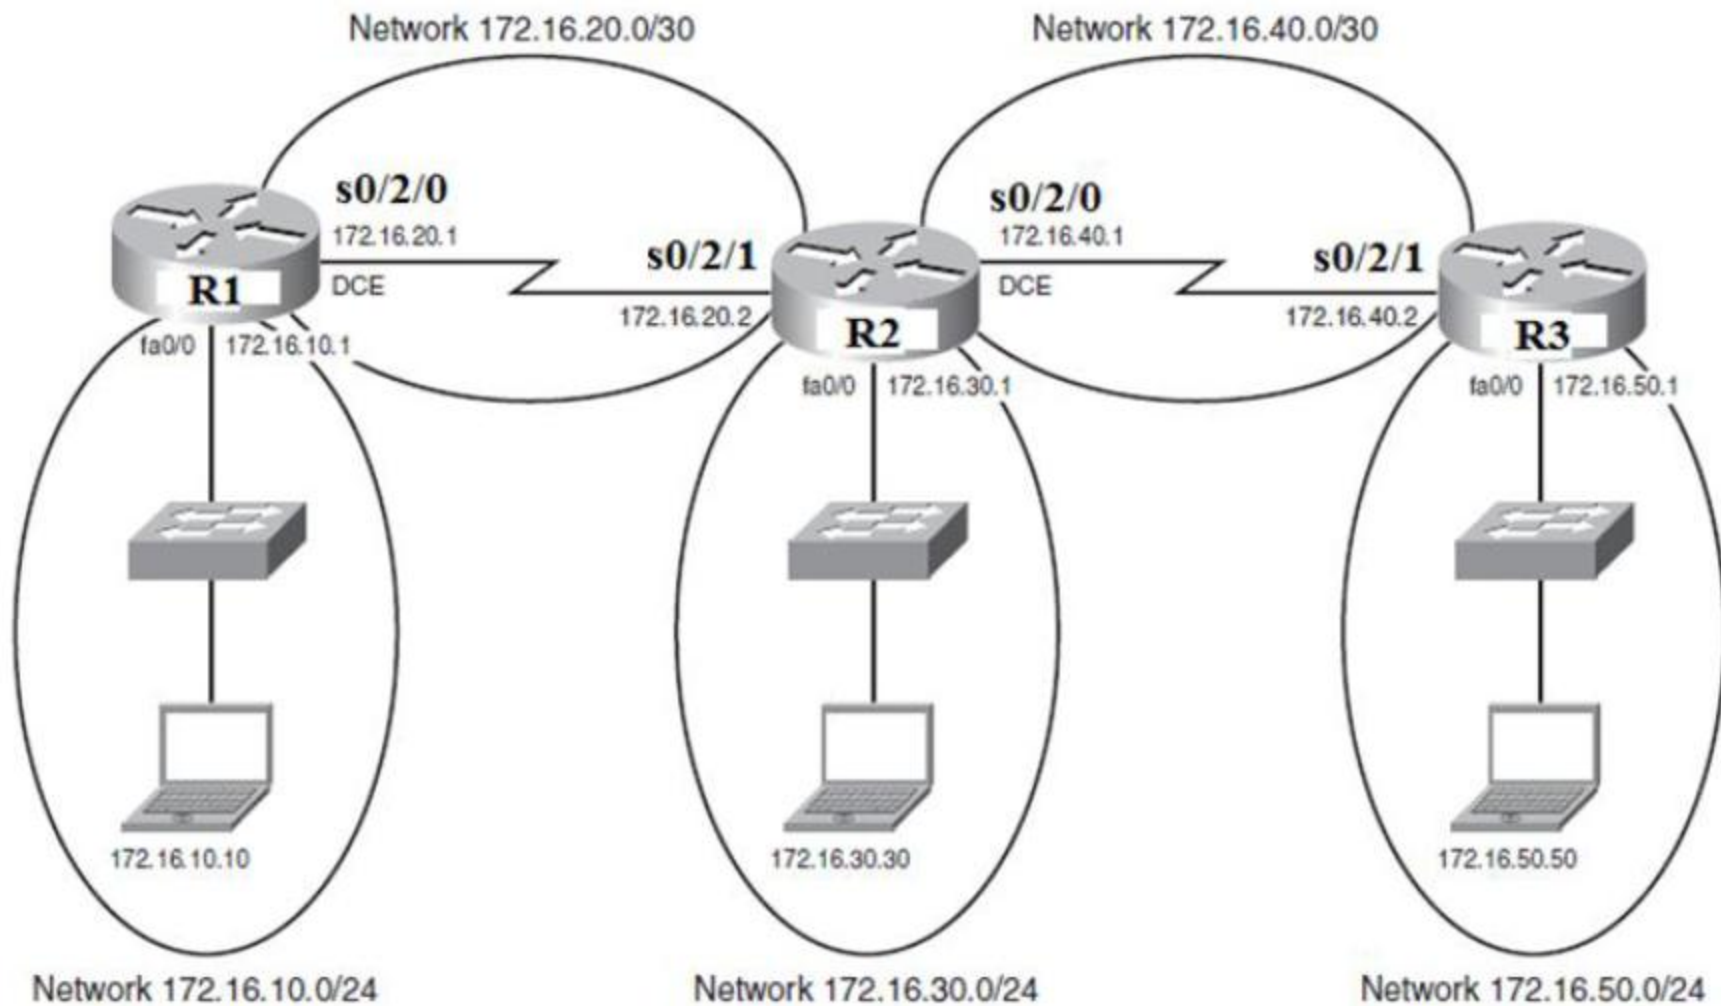 Network 172.16.20.0/30
Network 172.16.40.0/30
s0/2/0
172.16.20.1
DCE
s0/2/1
172.16.20.2
s0/2/0
172.16.40.1
DCE
s0/2/1
172.16.40.2
R1
R2
R3
fa0/0
172.16.10.1
fa0/0
172.16.30.1
fa0/0
172.16.50.1
172.16.10.10
172.16.30.30
172.16.50.50
Network 172.16.10.0/24
Network 172.16.30.0/24
Network 172.16.50.0/24